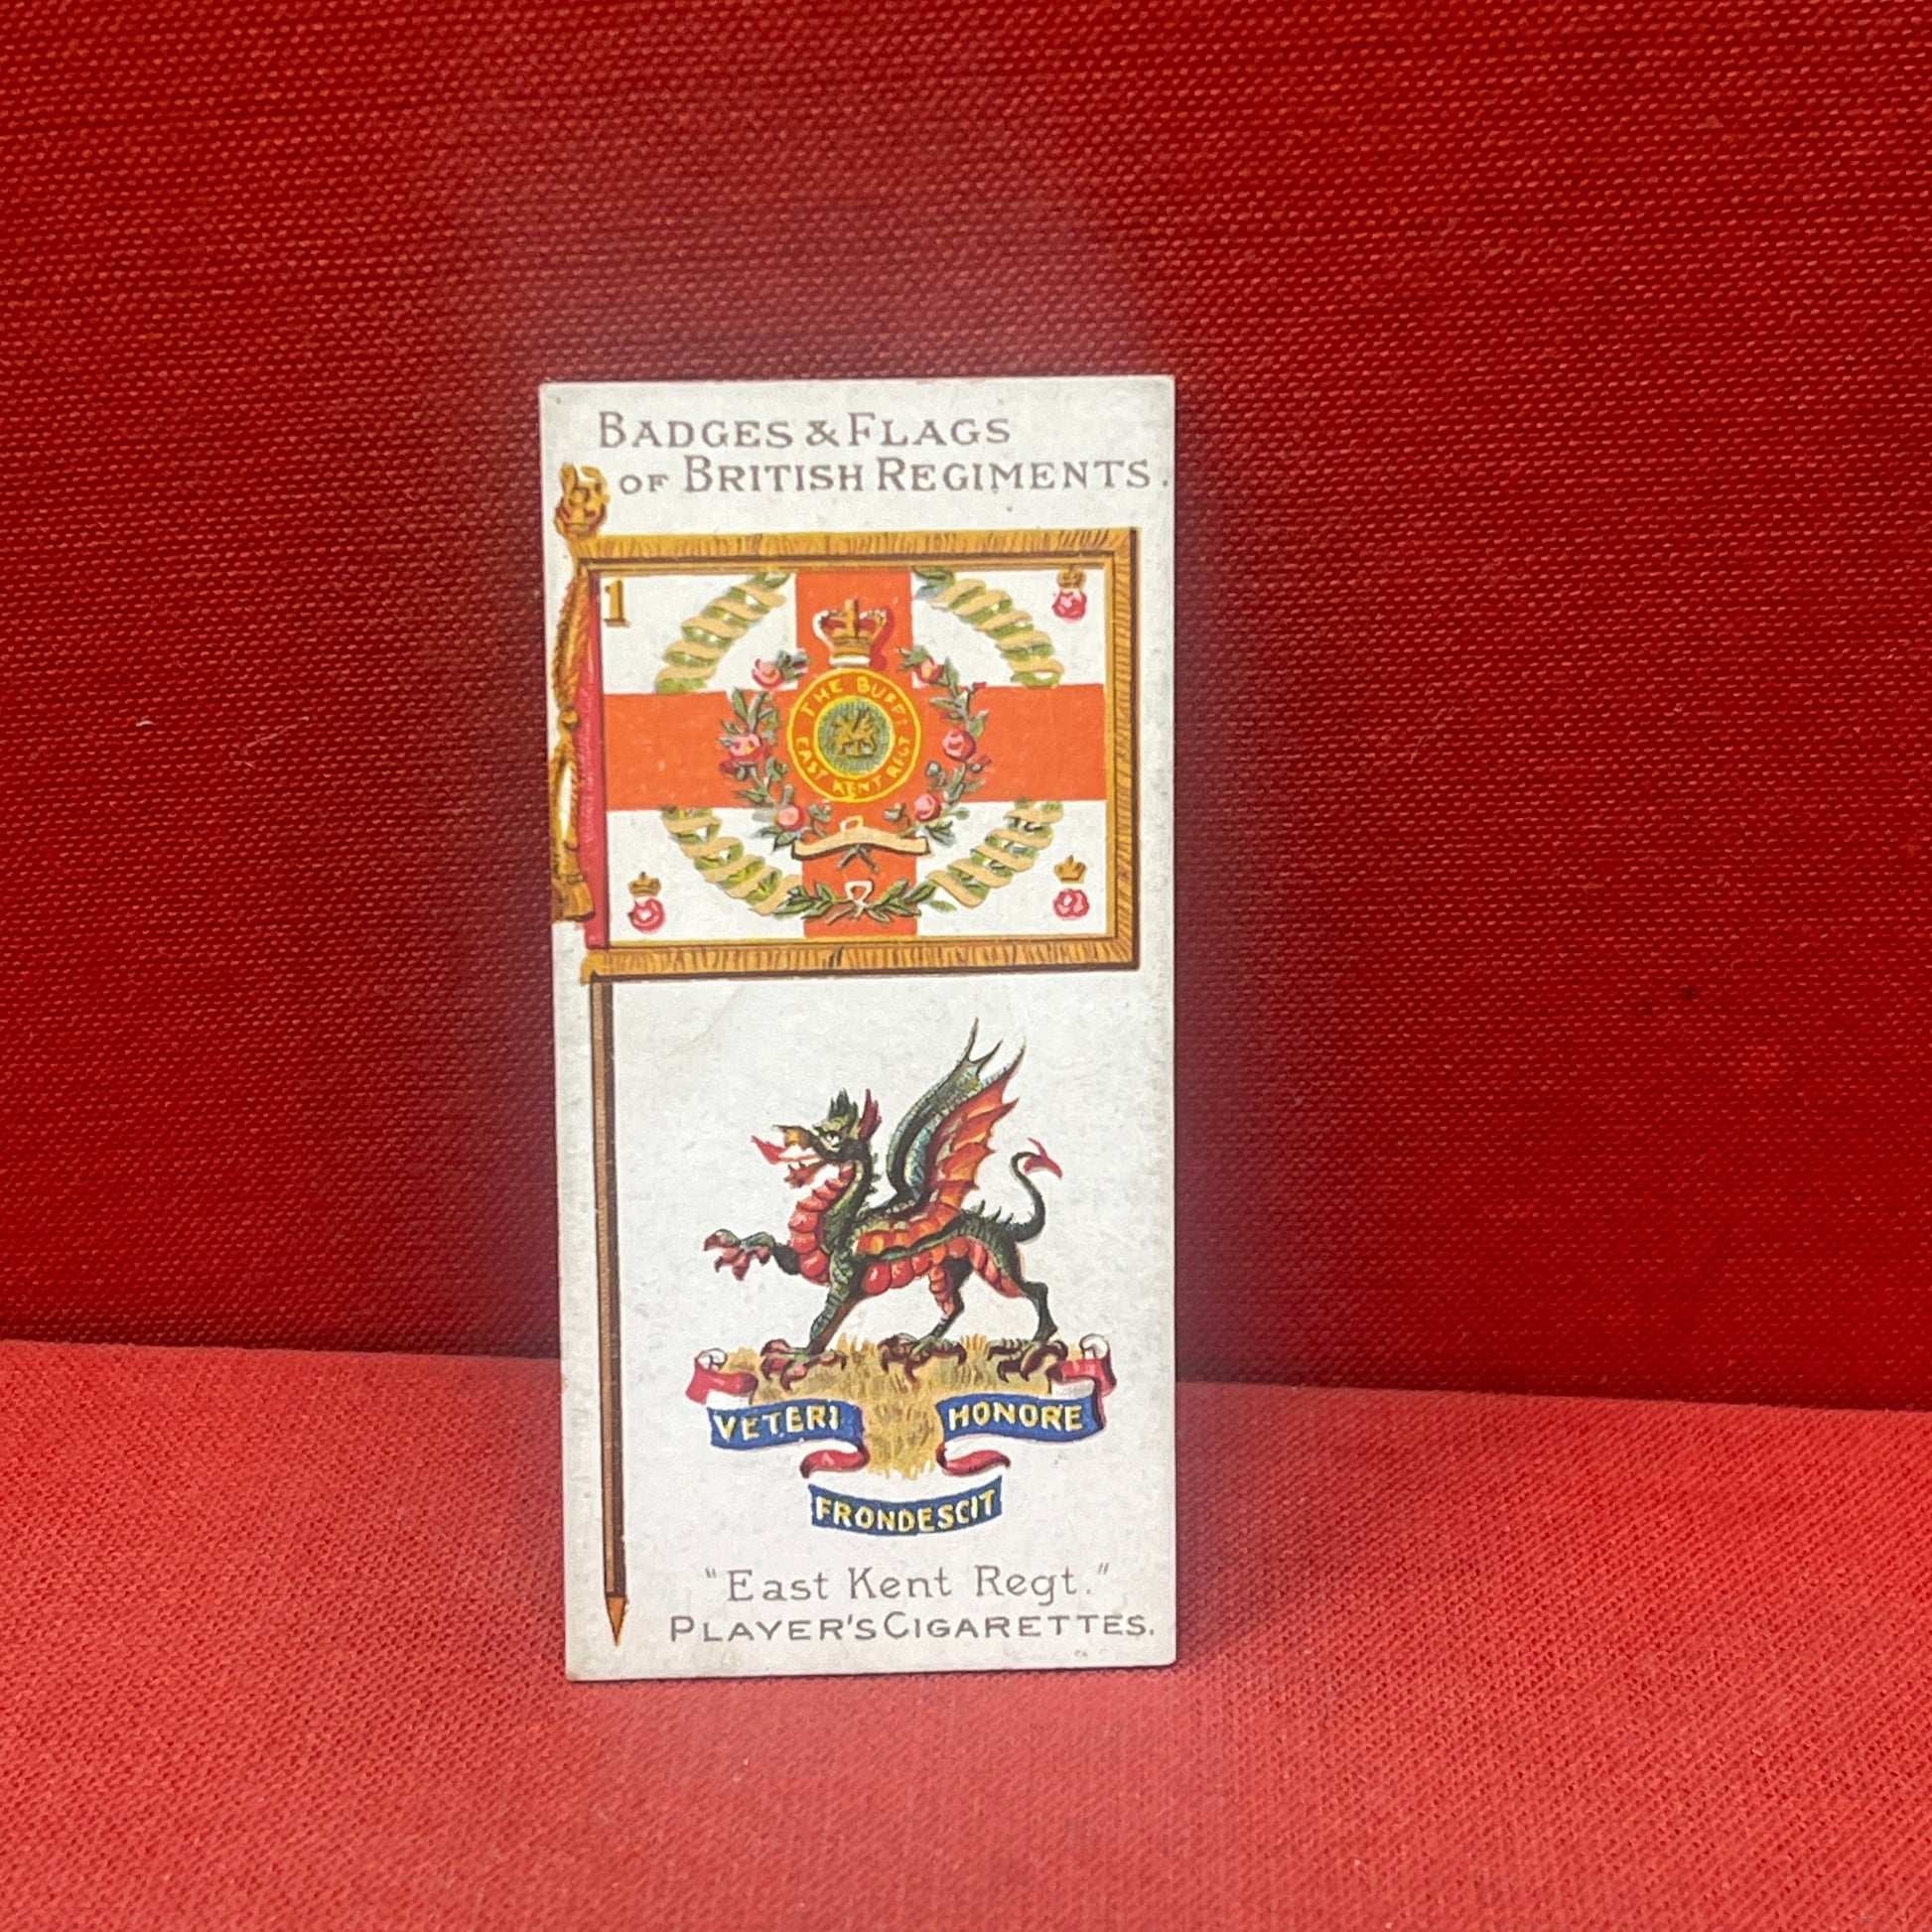 BADGES & FLAGS
OF BRITISH REGIMENTS.
1
THE BUFFS
EAST KENT REGT
VETERI HONORE
FRONDESCIT
"East Kent Regt."
PLAYER'S CIGARETTES.